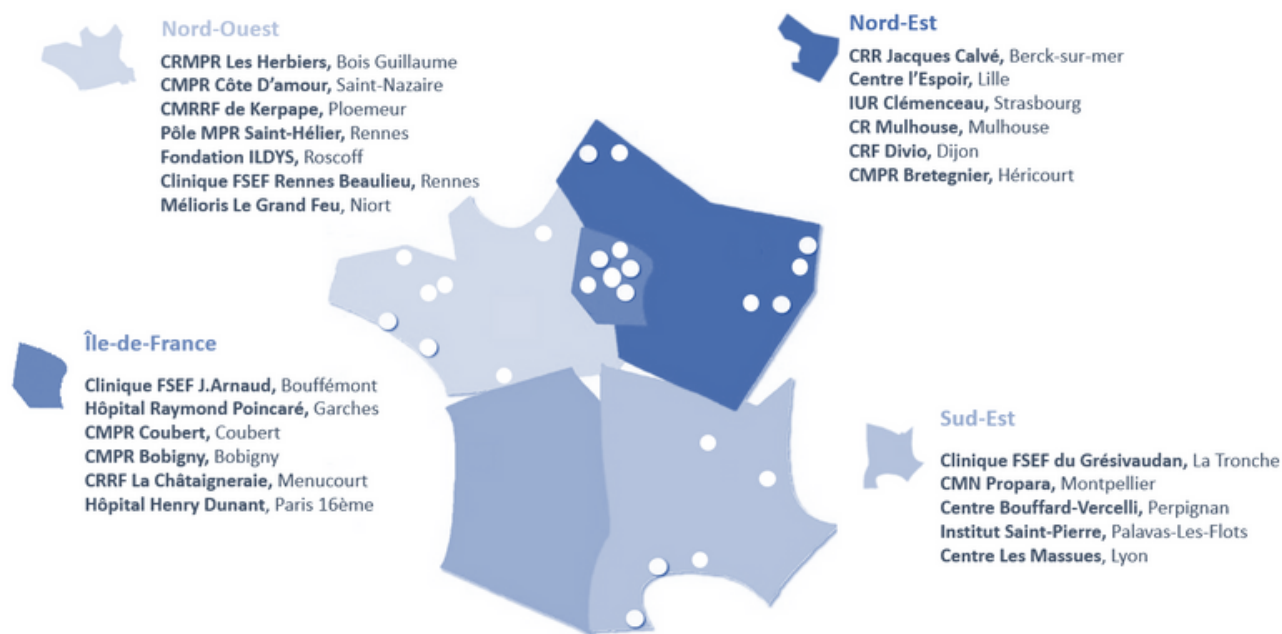 Nord-Ouest
CRMPR Les Herbiers, Bois Guillaume
CMPR Côte D’amour, Saint-Nazaire
CMRRF de Kerpape, Ploemeur
Pôle MPR Saint-Hélier, Rennes
Fondation ILDYS, Roscoff
Clinique FSEF Rennes Beaulieu, Rennes
Mélioris Le Grand Feu, Niort
Nord-Est
CRR Jacques Calvé, Berck-sur-mer
Centre l’Espoir, Lille
IUR Clémenceau, Strasbourg
CR Mulhouse, Mulhouse
CRF Divio, Dijon
CMPR Bretegnier, Héricourt
Île-de-France
Clinique FSEF J.Arnaud, Bouffémont
Hôpital Raymond Poincaré, Garches
CMPR Coubert, Coubert
CMPR Bobigny, Bobigny
CRRF La Châtaigneraie, Menucourt
Hôpital Henry Dunant, Paris 16ème
Sud-Est
Clinique FSEF du Grésivaudan, La Tronche
CMN Propara, Montpellier
Centre Bouffard-Vercelli, Perpignan
Institut Saint-Pierre, Palavas-Les-Flots
Centre Les Massues, Lyon